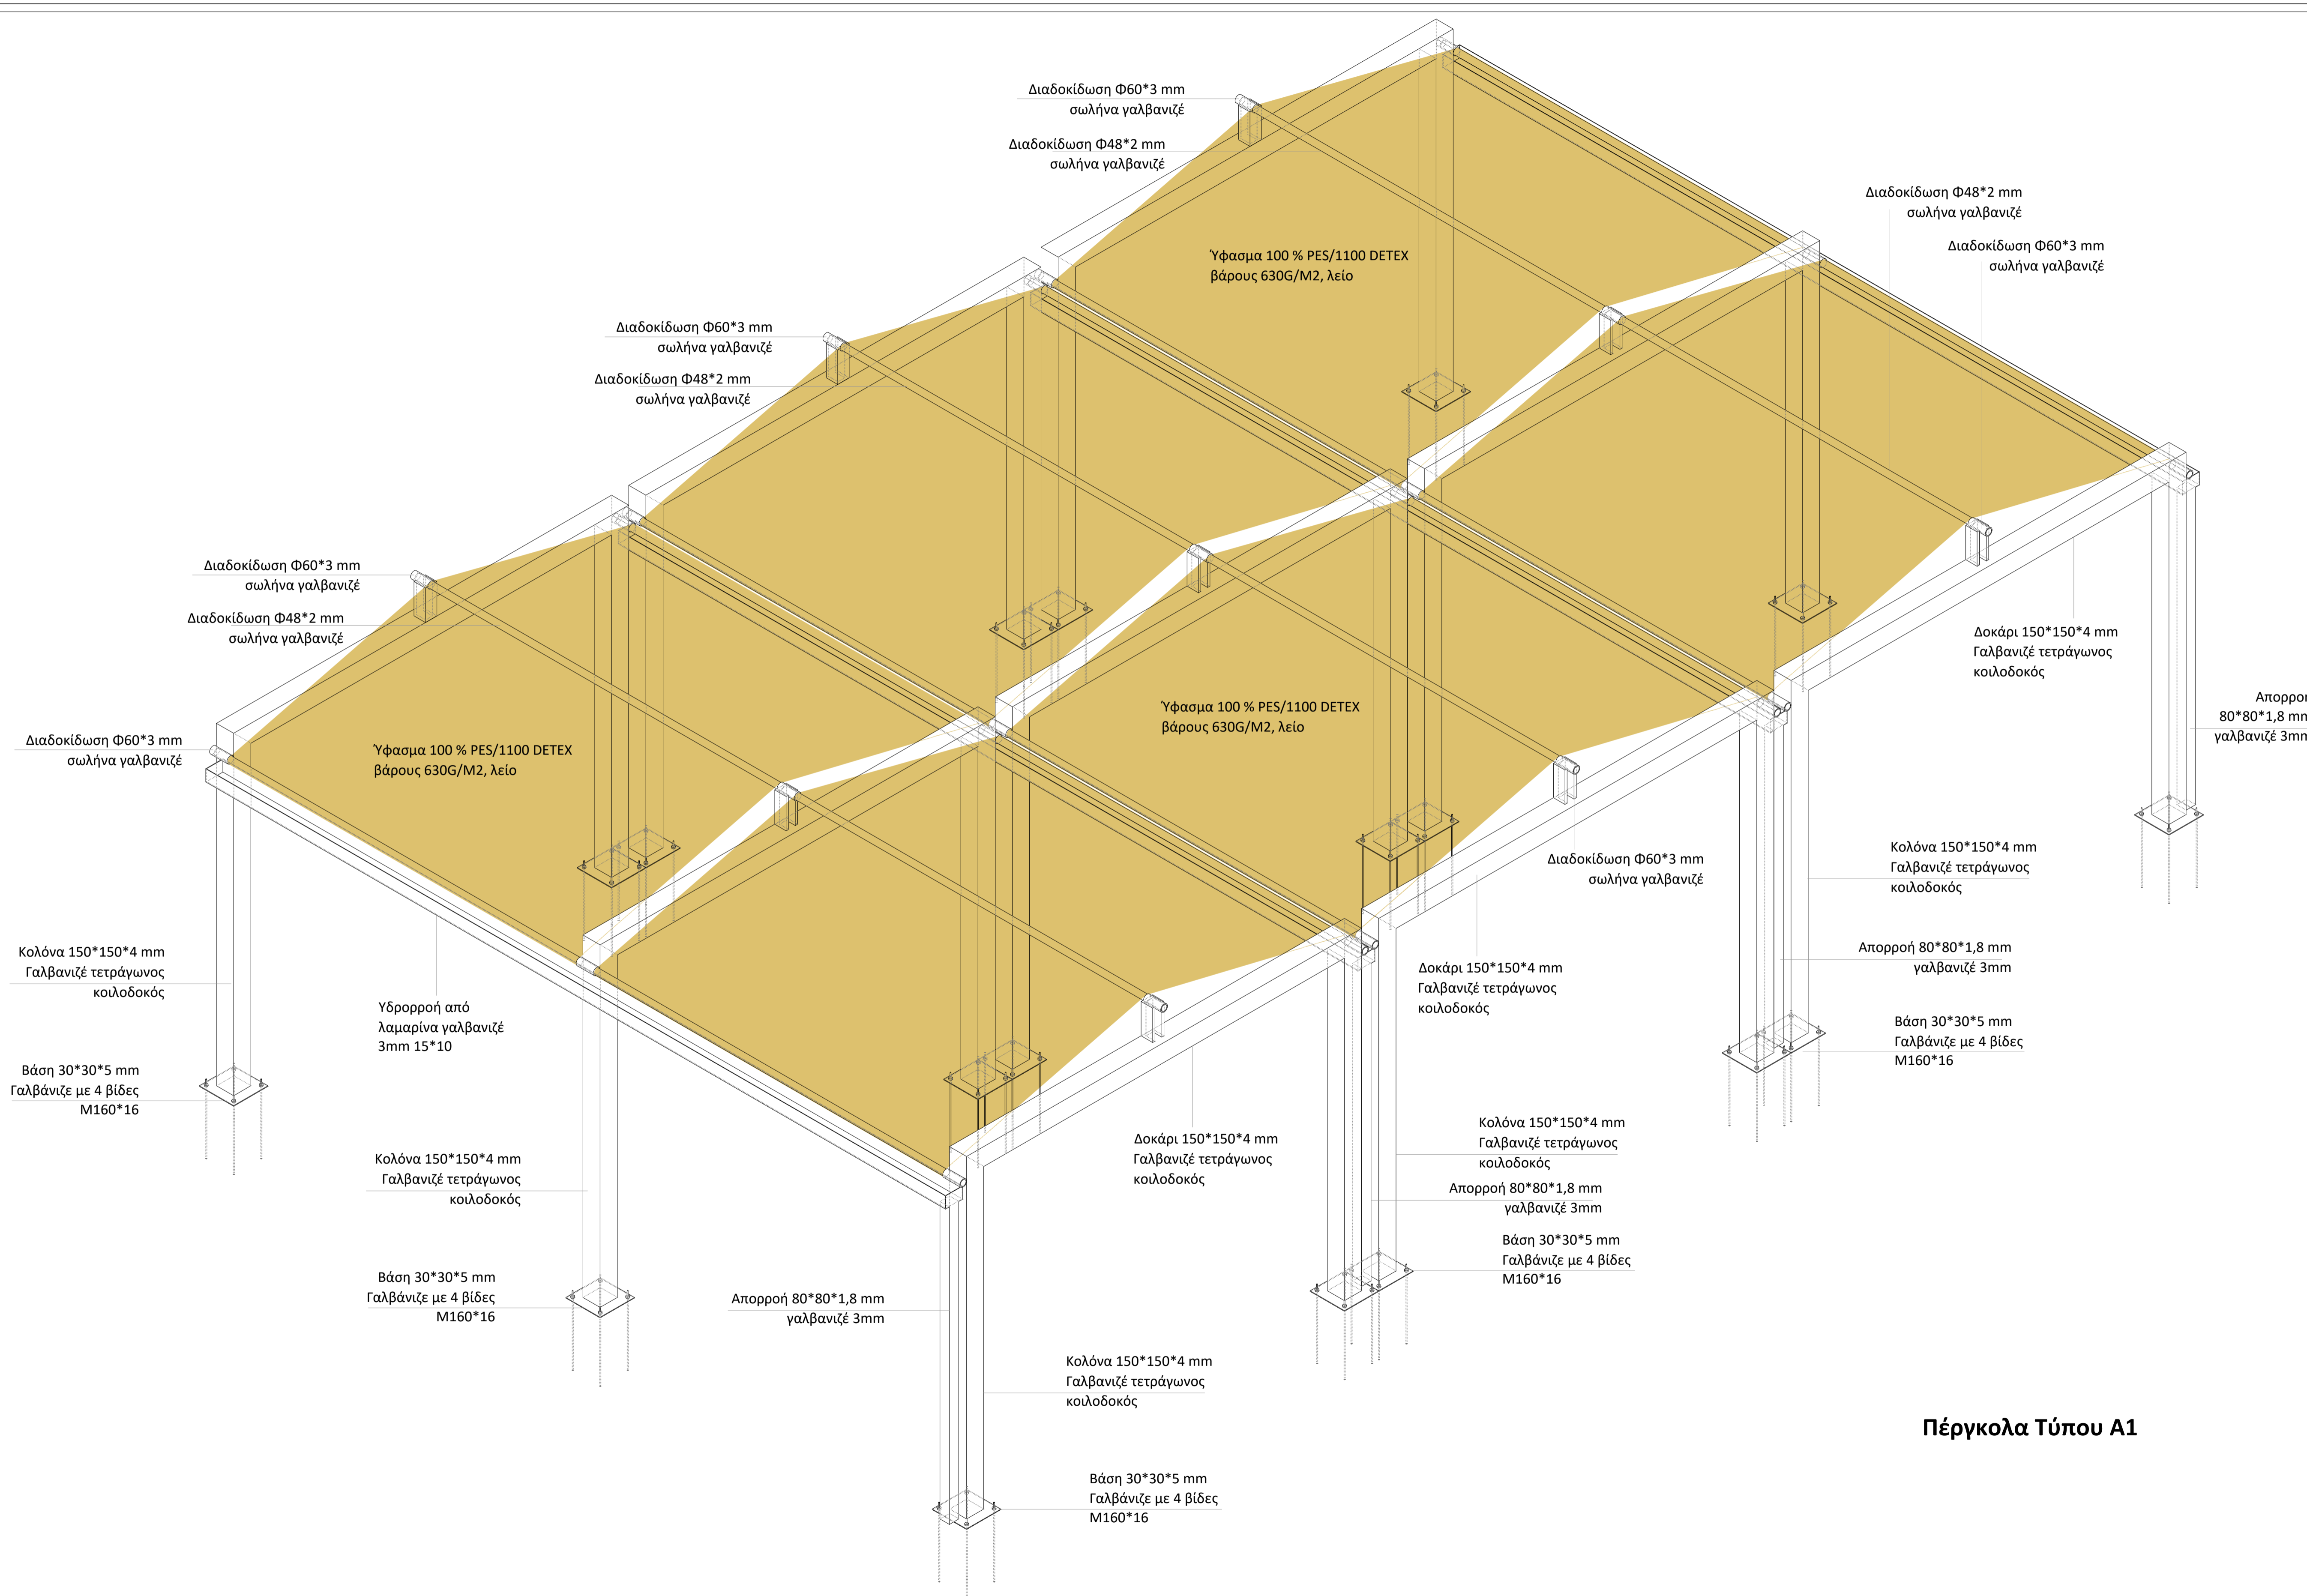 Διαδοκίδωση Φ60*3 mm
σωλήνα γαλβανιζέ
Διαδοκίδωση Φ48*2 mm
σωλήνα γαλβανιζέ
Διαδοκίδωση Φ48*2 mm
σωλήνα γαλβανιζέ
Διαδοκίδωση Φ60*3 mm
σωλήνα γαλβανιζέ
Ύφασμα 100 % PES/1100 DETEX
βάρους 630G/M2, λείο
Διαδοκίδωση Φ60*3 mm
σωλήνα γαλβανιζέ
Διαδοκίδωση Φ48*2 mm
σωλήνα γαλβανιζέ
Διαδοκίδωση Φ60*3 mm
σωλήνα γαλβανιζέ
Διαδοκίδωση Φ48*2 mm
σωλήνα γαλβανιζέ
Δοκάρι 150*150*4 mm
Γαλβανιζέ τετράγωνος
κοιλοδοκός
Απορρο
80*80*1,8 mm
γαλβανιζέ 3mm
Ύφασμα 100 % PES/1100 DETEX
βάρους 630G/M2, λείο
Διαδοκίδωση Φ60*3 mm
σωλήνα γαλβανιζέ
Ύφασμα 100 % PES/1100 DETEX
βάρους 630G/M2, λείο
Διαδοκίδωση Φ60*3 mm
σωλήνα γαλβανιζέ
Κολόνα 150*150*4 mm
Γαλβανιζέ τετράγωνος
κοιλοδοκός
Απορροή 80*80*1,8 mm
γαλβανιζέ 3mm
Κολόνα 150*150*4 mm
Γαλβανιζέ τετράγωνος
κοιλοδοκός
Υδρορροή από
λαμαρίνα γαλβανιζέ
3mm 15*10
Δοκάρι 150*150*4 mm
Γαλβανιζέ τετράγωνος
κοιλοδοκός
Βάση 30*30*5 mm
Γαλβάνιζε με 4 βίδες
M160*16
Βάση 30*30*5 mm
Γαλβάνιζε με 4 βίδες
M160*16
Κολόνα 150*150*4 mm
Γαλβανιζέ τετράγωνος
κοιλοδοκός
Δοκάρι 150*150*4 mm
Γαλβανιζέ τετράγωνος
κοιλοδοκός
Κολόνα 150*150*4 mm
Γαλβανιζέ τετράγωνος
κοιλοδοκός
Απορροή 80*80*1,8 mm
γαλβανιζέ 3mm
Βάση 30*30*5 mm
Γαλβάνιζε με 4 βίδες
M160*16
Βάση 30*30*5 mm
Γαλβάνιζε με 4 βίδες
M160*16
Απορροή 80*80*1,8 mm
γαλβανιζέ 3mm
Κολόνα 150*150*4 mm
Γαλβανιζέ τετράγωνος
κοιλοδοκός
Πέργκολα Τύπου Α1
Βάση 30*30*5 mm
Γαλβάνιζε με 4 βίδες
M160*16